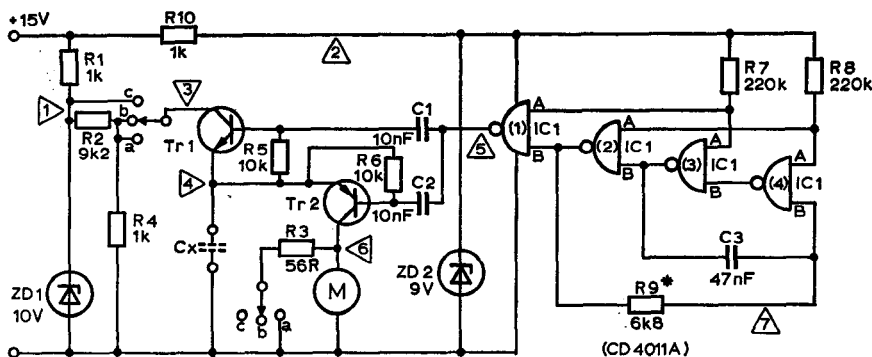 +15V
R10
1k
2
R1
1k
c
3
b
1
R2
9k2
a
Tr1
R5
10k
C1
10nF
R6
10k
C2
10nF
5
A
(1)
IC1
B
R7
220k
R8
220k
A
(2)
IC1
B
A
(3)
IC1
B
A
(4)
IC1
B
4
Tr2
R4
1k
Cx
R3
56R
6
M
c
b
a
ZD1
10V
ZD2
9V
C3
47nF
R9*
6k8
7
(CD4011A)